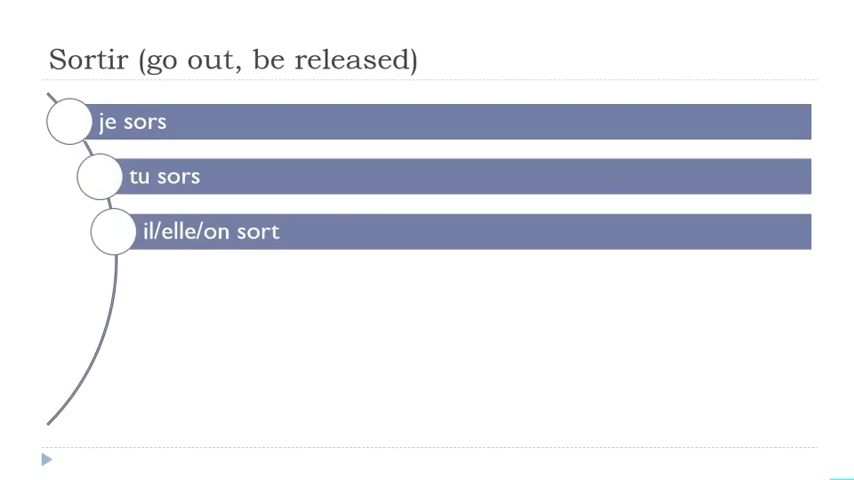 Sortir (go out, be released)
je sors
tu sors
il/elle/on sort